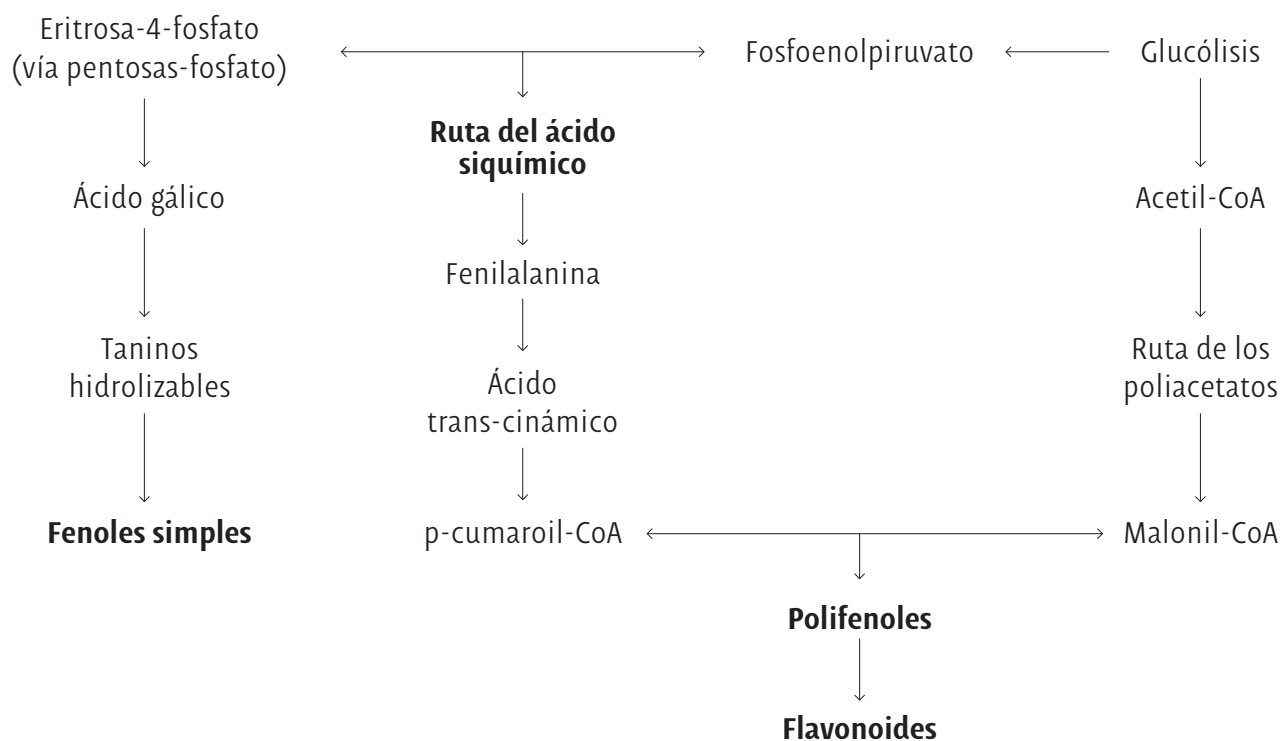 Eritrosa-4-fosfato
(vía pentosas-fosfato)
Fosfoenolpiruvato
Glucólisis
Ruta del ácido
siquímico
Ácido gálico
Acetil-CoA
Fenilalanina
Taninos
hidrolizables
Ácido
trans-cinámico
Ruta de los
poliacetatos
Fenoles simples
p-cumaroil-CoA
Malonil-CoA
Polifenoles
Flavonoides